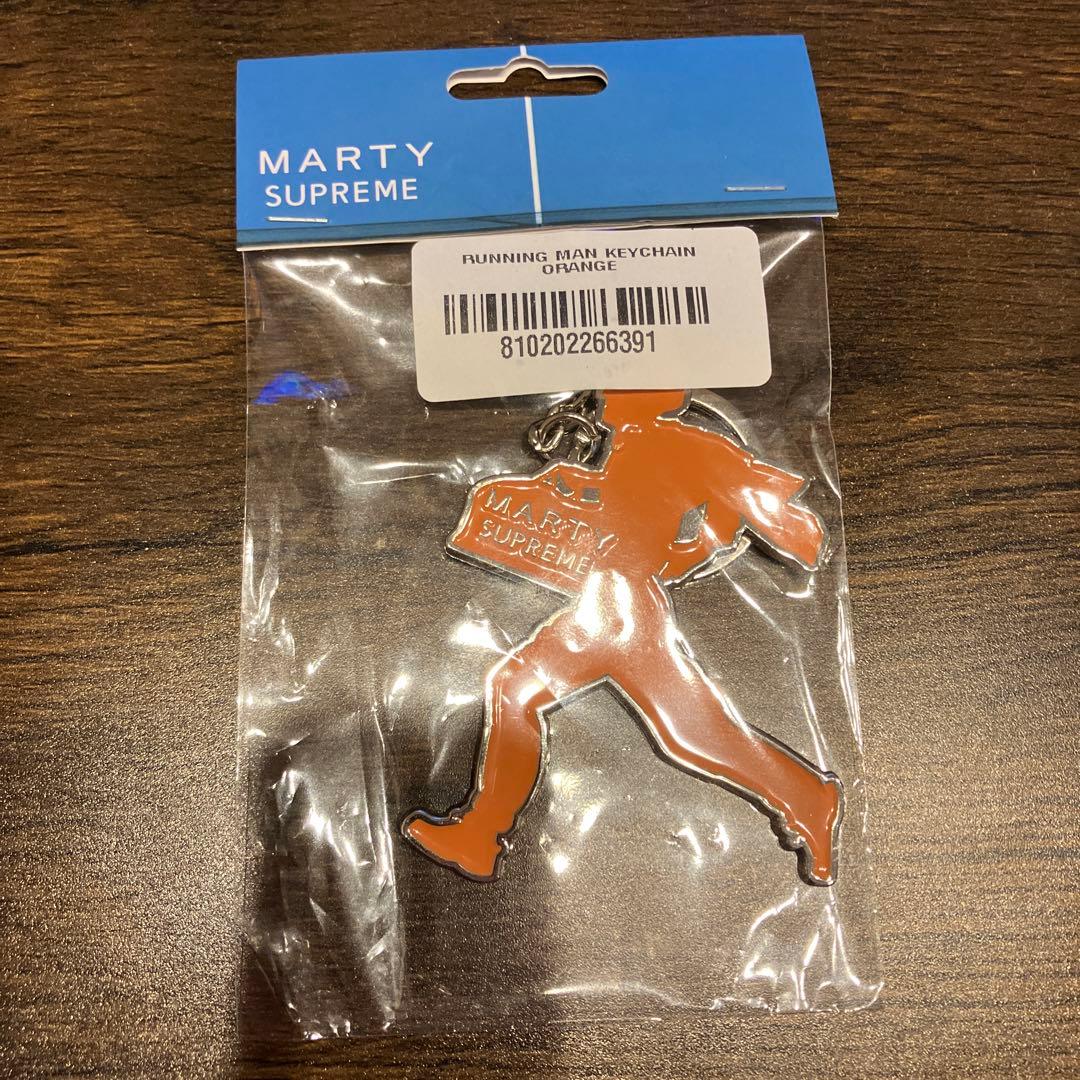 MARTY
SUPREME
RUNNING MAN KEYCHAIN
ORANGE
810202266391
MARTY
SUPREME